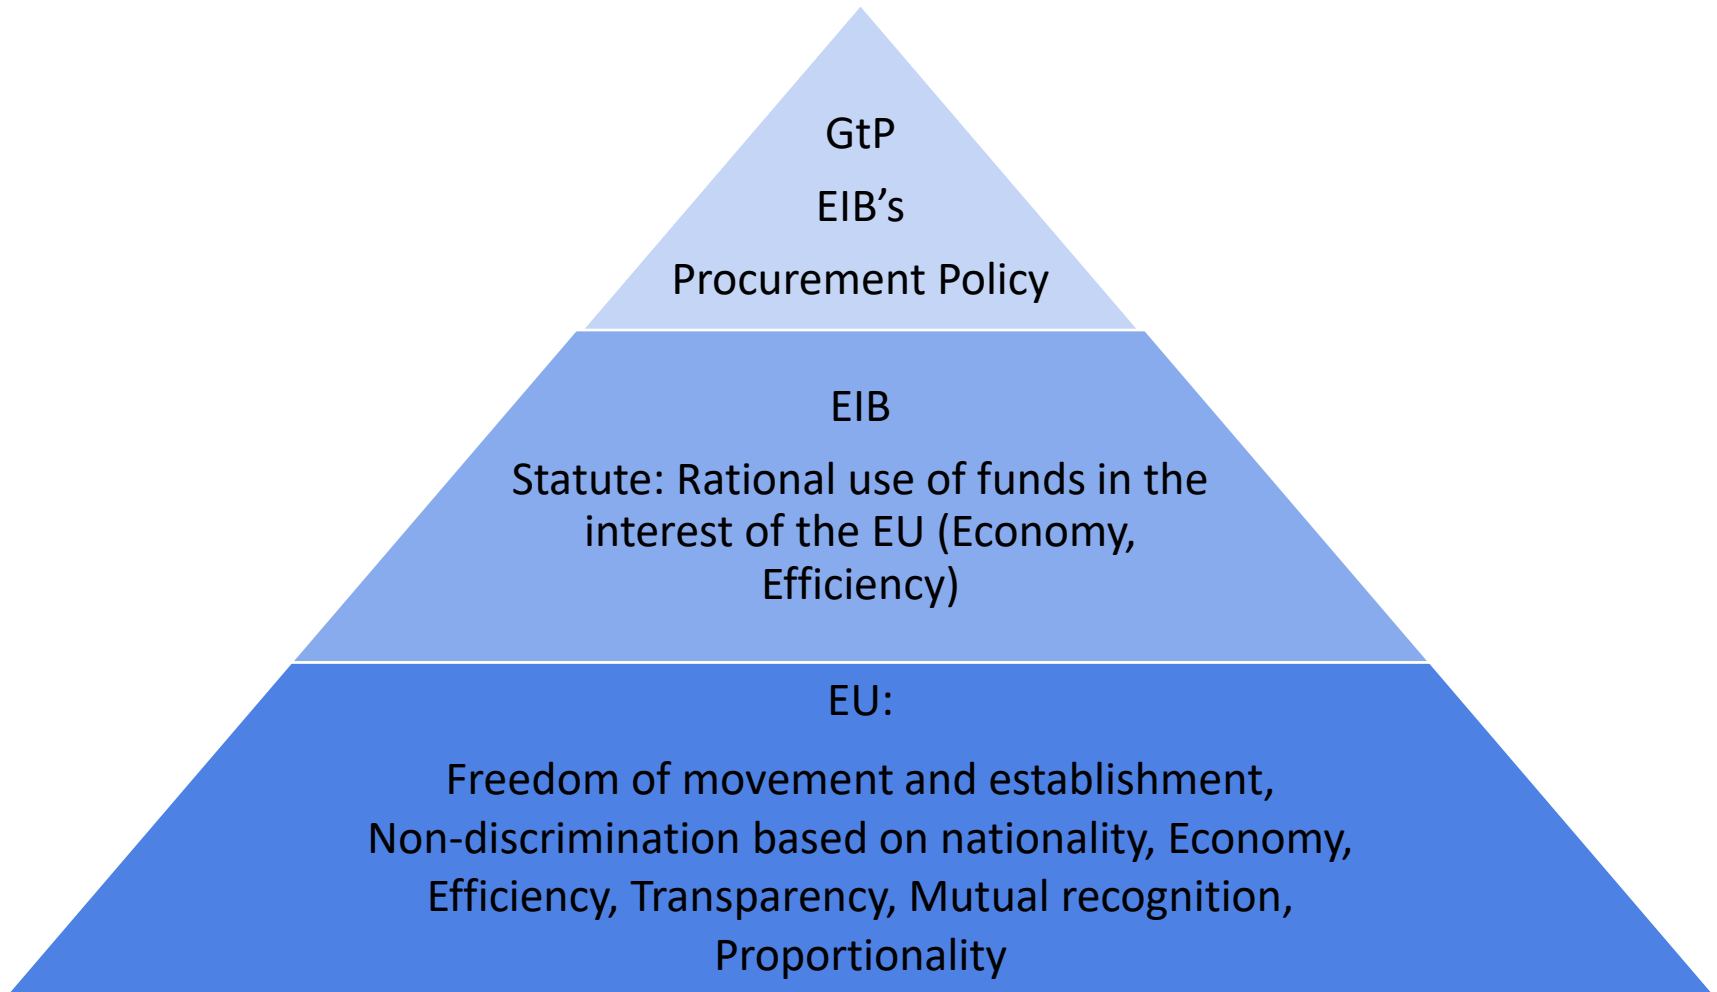 GtP
EIB’s
Procurement Policy
EIB
Statute: Rational use of funds in the
interest of the EU (Economy,
Efficiency)
EU:
Freedom of movement and establishment,
Non-discrimination based on nationality, Economy,
Efficiency, Transparency, Mutual recognition,
Proportionality